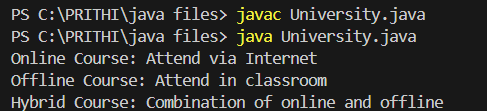 PS C:\PRITHI\java files> javac University.java
PS C:\PRITHI\java files> java University.java
Online Course: Attend via Internet
Offline Course: Attend in classroom
Hybrid Course: Combination of online and offline